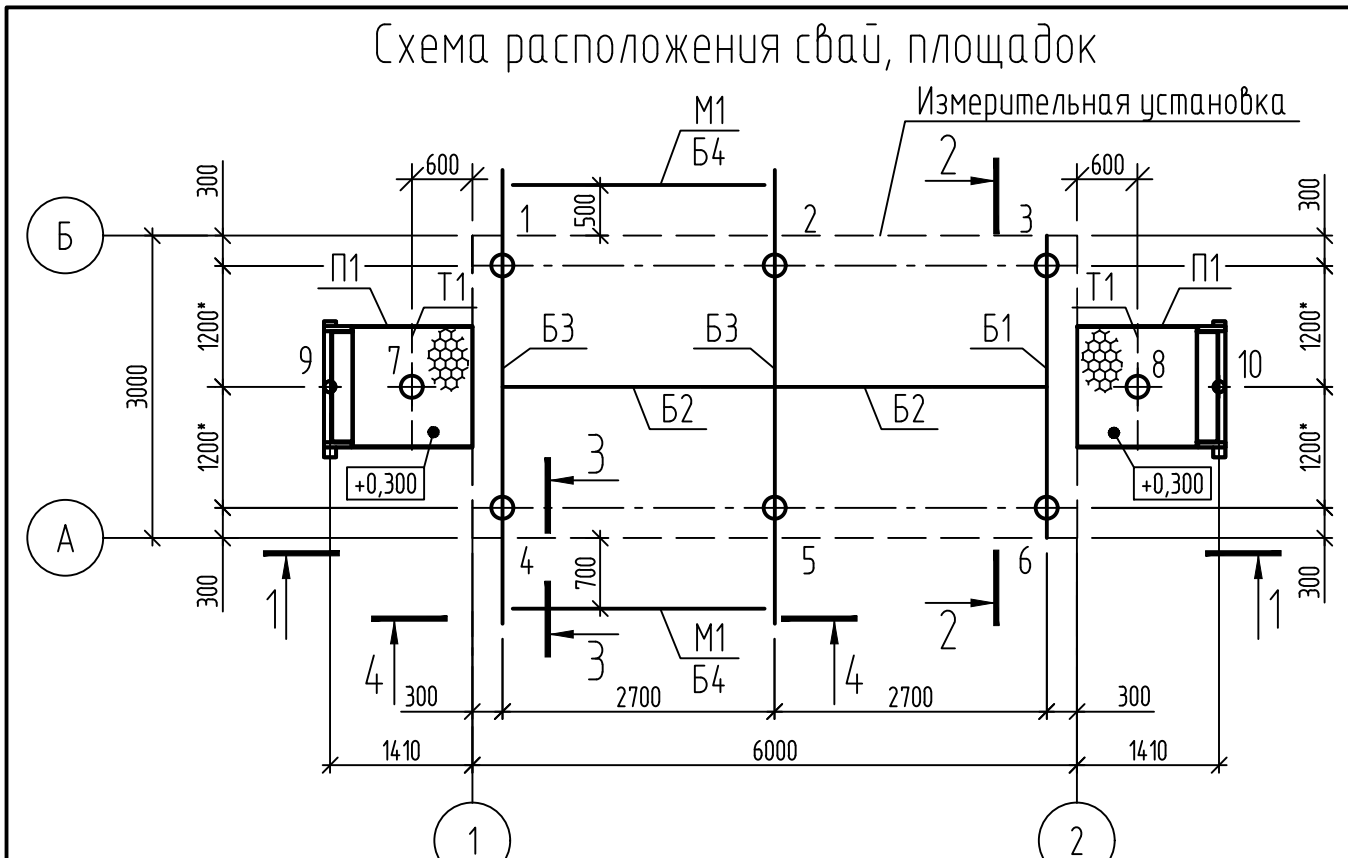 Схема расположения свай, площадок
М1
Б4
Измерительная установка
2
600
600
300
300
500
1
2
3
Б
П1
Т1
Т1
П1
Б3
Б3
Б1
1200*
1200*
9
7
8
10
3000
Б2
Б2
1200*
1200*
+0,300
+0,300
3
А
4
700
5
6
300
300
1
1
М1
Б4
3
2
4
4
300
2700
2700
300
1410
6000
1410
1
2